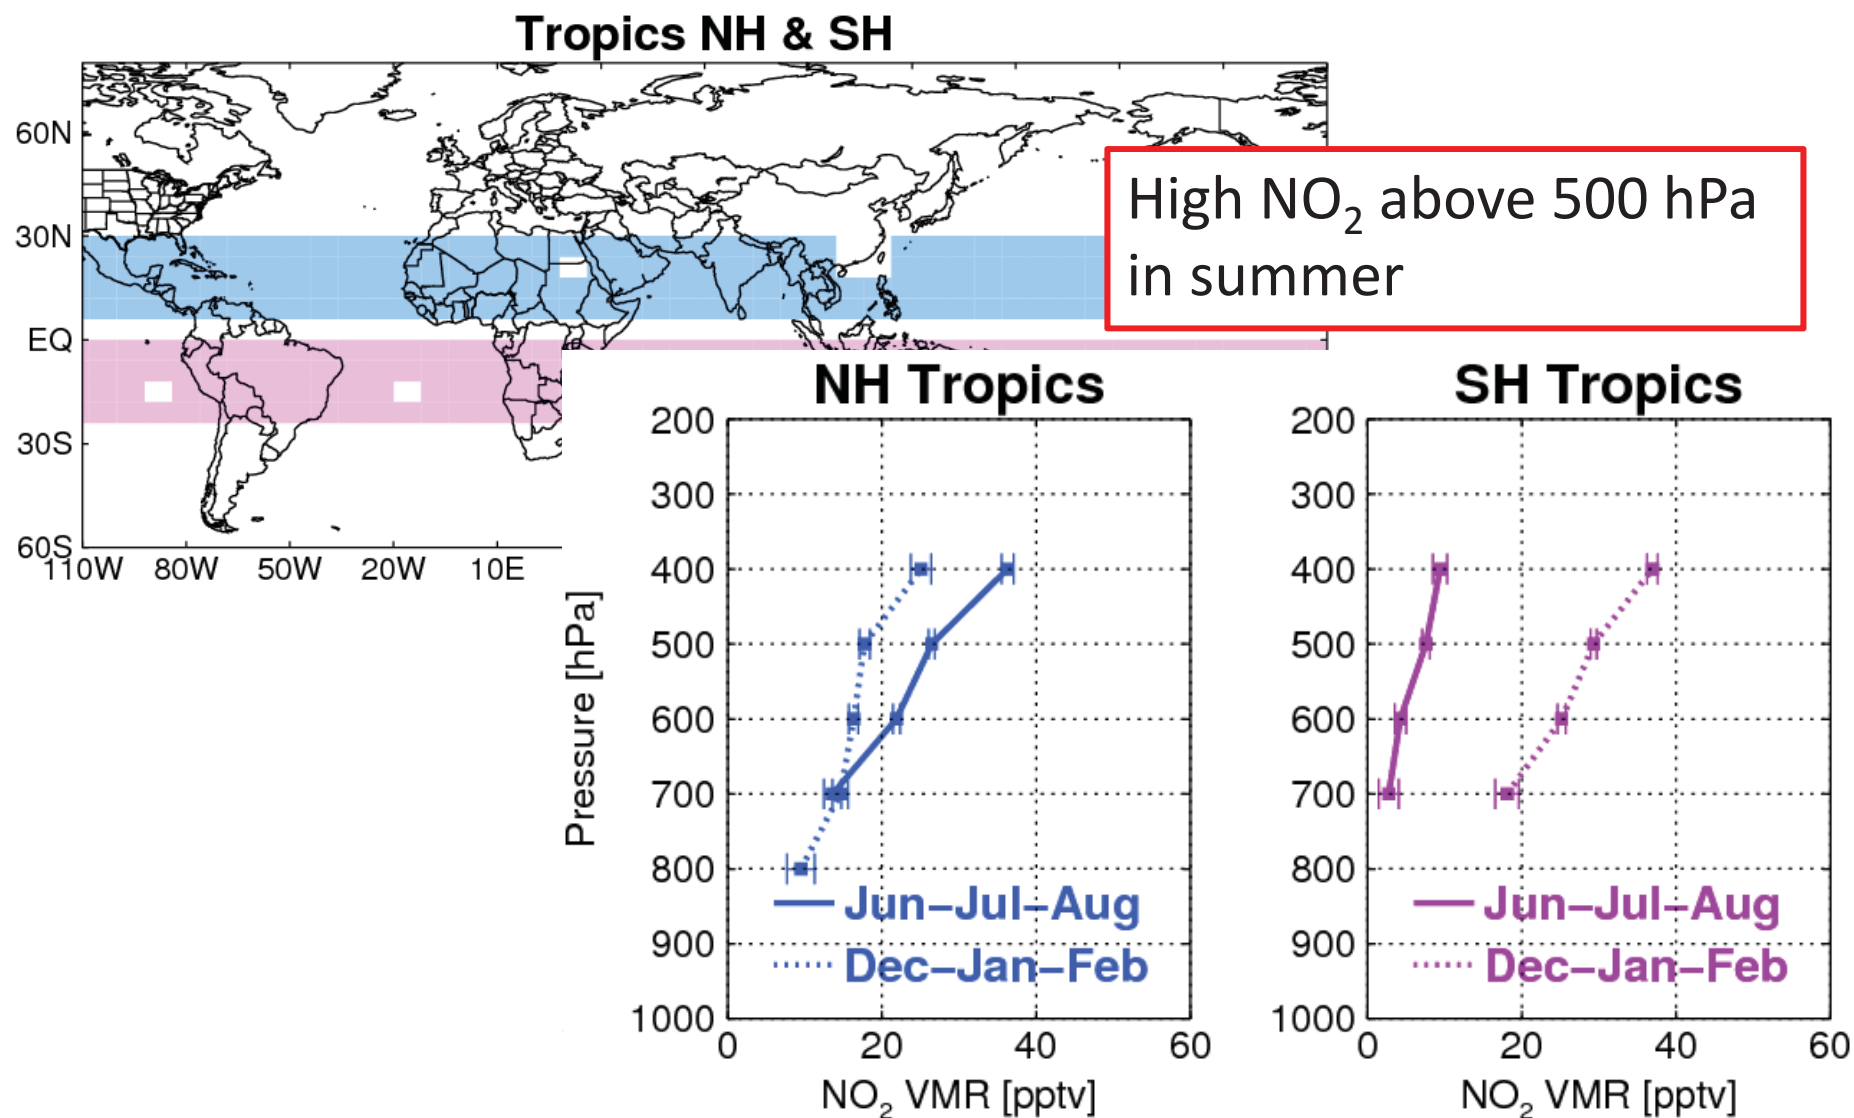 Tropics NH & SH
60N
30N
EQ
30S
60S
110W 80W 50W 20W 10E
High NO₂ above 500 hPa
in summer
NH Tropics
Pressure [hPa]
200
300
400
500
600
700
800
900
1000
Jun–Jul–Aug
Dec–Jan–Feb
0 20 40 60
NO₂ VMR [pptv]
SH Tropics
200
300
400
500
600
700
800
900
1000
Jun–Jul–Aug
Dec–Jan–Feb
0 20 40 60
NO₂ VMR [pptv]